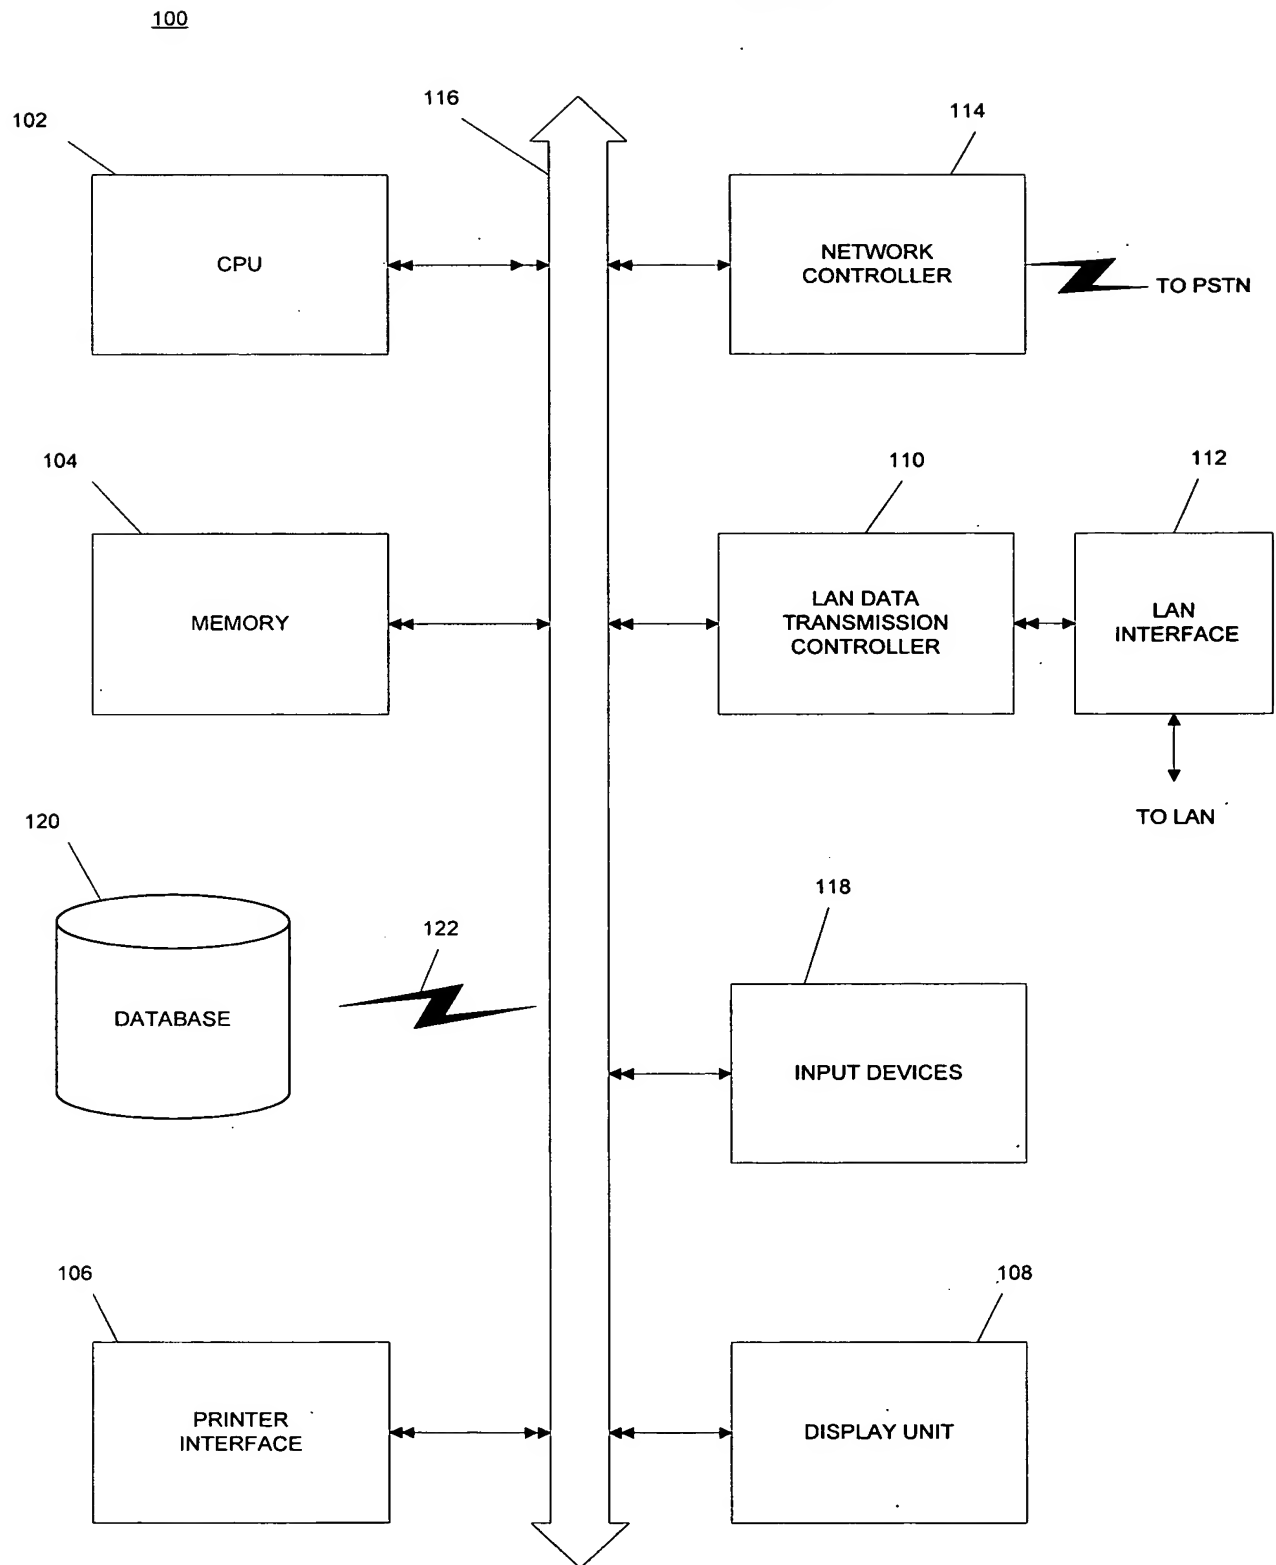 100
116
102
114
CPU
NETWORK
CONTROLLER
TO PSTN
104
110
112
MEMORY
LAN DATA
TRANSMISSION
CONTROLLER
LAN
INTERFACE
TO LAN
120
118
122
DATABASE
INPUT DEVICES
106
108
PRINTER
INTERFACE
DISPLAY UNIT